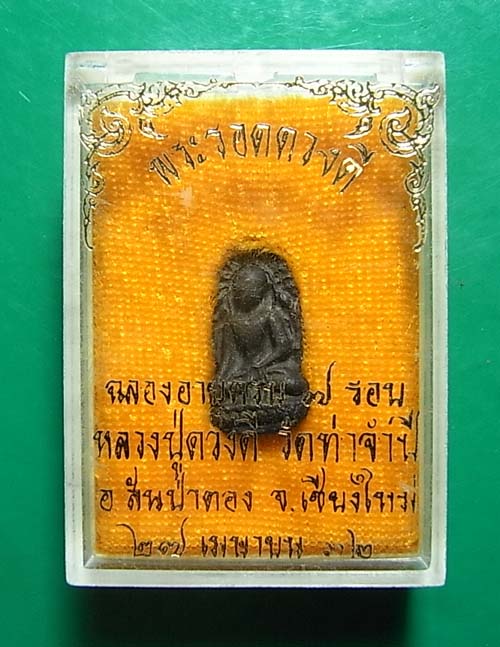 พระรอดดวงดี
ฉลองอายุครบ ๗ รอบ
หลวงปู่ดวงดี วัดท่าจำปี
อ สันป่าตอง จ.เชียงใหม่
๒๗ เมษายน ๓๒